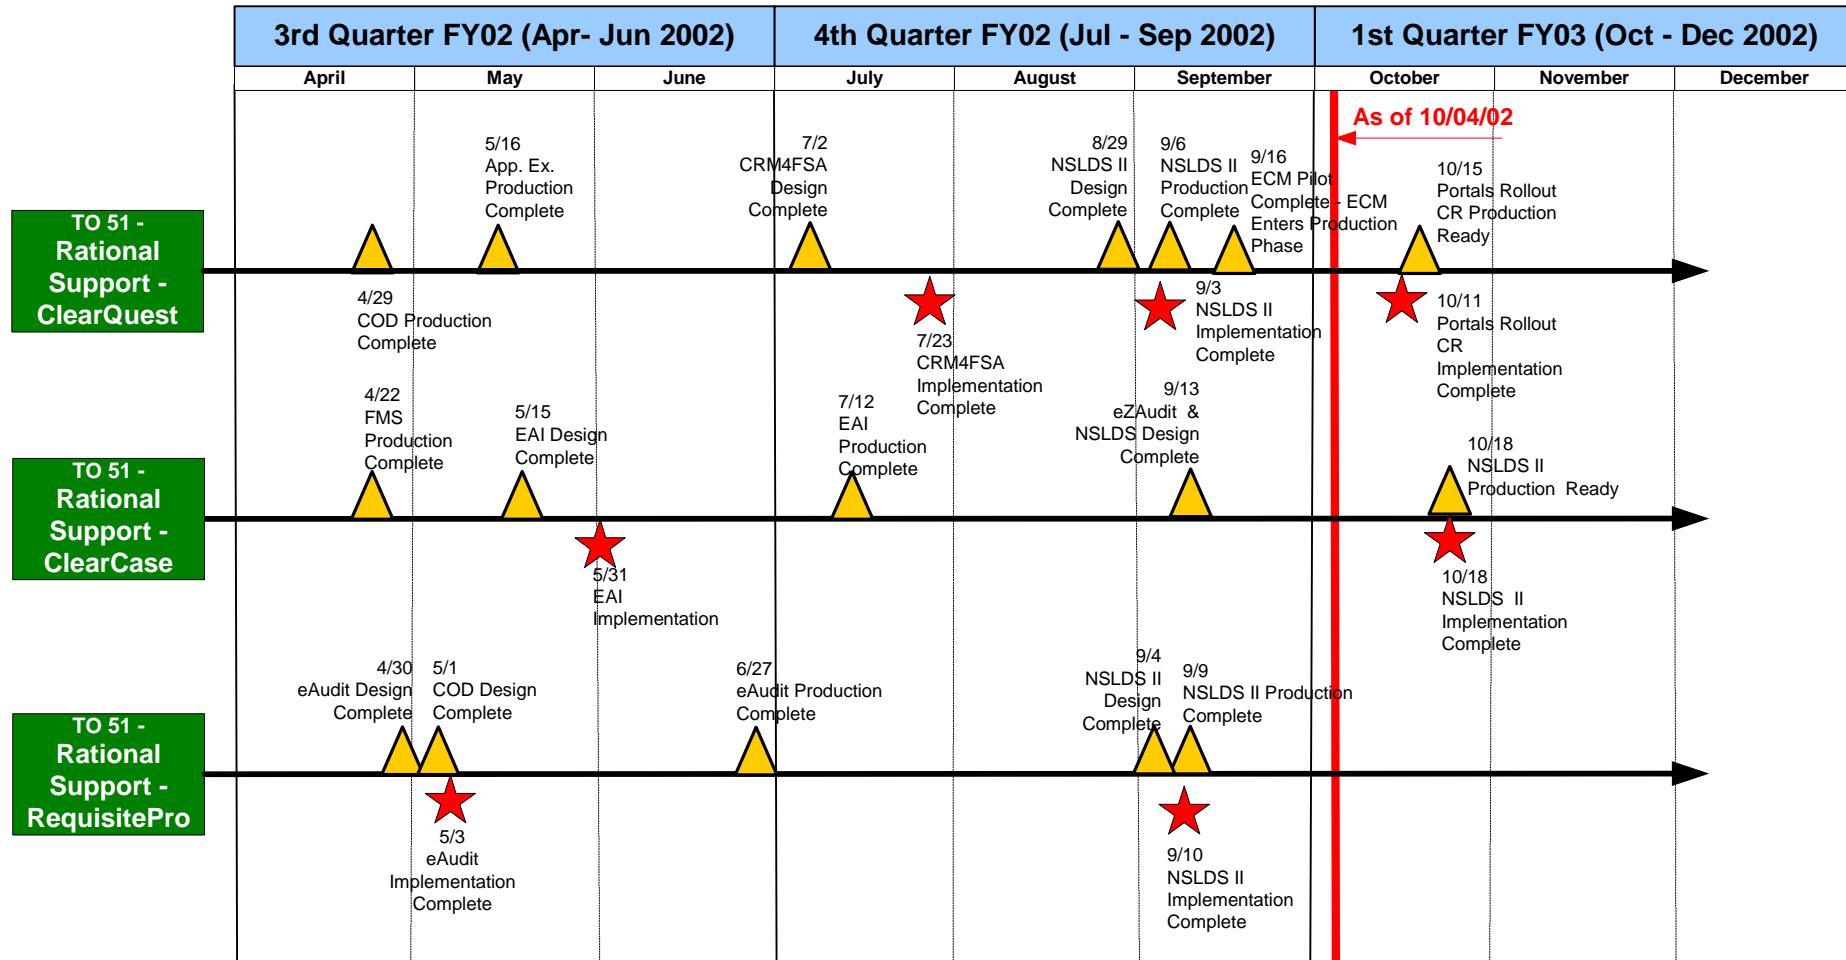 3rd Quarter FY02 (Apr- Jun 2002)
4th Quarter FY02 (Jul - Sep 2002)
1st Quarter FY03 (Oct - Dec 2002)
April
May
June
July
August
September
October
November
December
As of 10/04/02
TO 51 -
Rational
Support -
ClearQuest
4/29
COD Production
Complete
5/16
App. Ex.
Production
Complete
7/2
CRM4FSA
Design
Complete
7/23
CRM4FSA
Implementation
Complete
8/29
NSLDS II
Design
Complete
9/6
NSLDS II
Production
Complete
9/3
NSLDS II
Implementation
Complete
9/16
ECM Pilot
Complete - ECM
Enters Production
Phase
10/15
Portals Rollout
CR Production
Ready
10/11
Portals Rollout
CR
Implementation
Complete
TO 51 -
Rational
Support -
ClearCase
4/22
FMS
Production
Complete
5/15
EAI Design
Complete
5/31
EAI
Implementation
7/12
EAI
Production
Complete
9/13
eZAudit &
NSLDS Design
Complete
10/18
NSLDS II
Production Ready
10/18
NSLDS II
Implementation
Complete
TO 51 -
Rational
Support -
RequisitePro
4/30
eAudit Design
Complete
5/1
COD Design
Complete
5/3
eAudit
Implementation
Complete
6/27
eAudit Production
Complete
9/4
NSLDS II
Design
Complete
9/9
NSLDS II Production
Complete
9/10
NSLDS II
Implementation
Complete